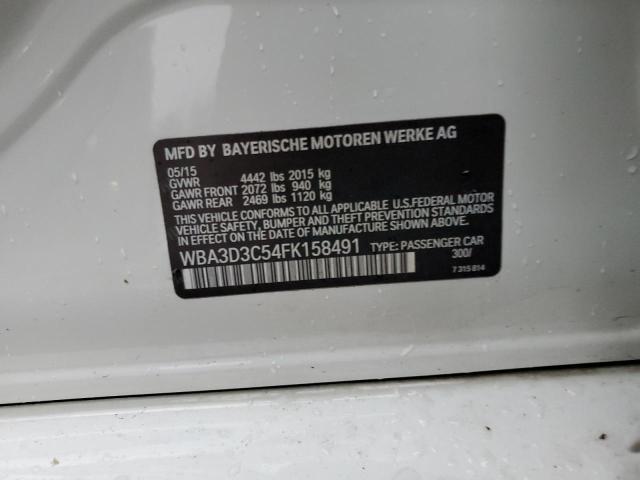 MFD BY BAYERISCHE MOTOREN WERKE AG
05/15
GVWR 4442 lbs 2015 kg
GAWR FRONT 2072 lbs 940 kg
GAWR REAR 2469 lbs 1120 kg
THIS VEHICLE CONFORMS TO ALL APPLICABLE U.S.FEDERAL MOTOR
VEHICLE SAFETY, BUMPER AND THEFT PREVENTION STANDARDS
IN EFFECT ON THE DATE OF MANUFACTURE SHOWN ABOVE.
WBA3D3C54FK158491 TYPE: PASSENGER CAR
300/
7 315 814